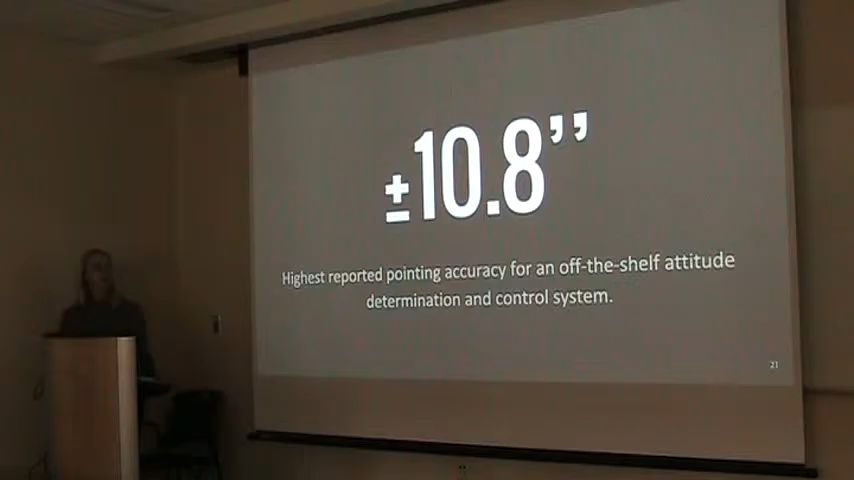 ±10.8”
Highest reported pointing accuracy for an off-the-shelf attitude
determination and control system.
21